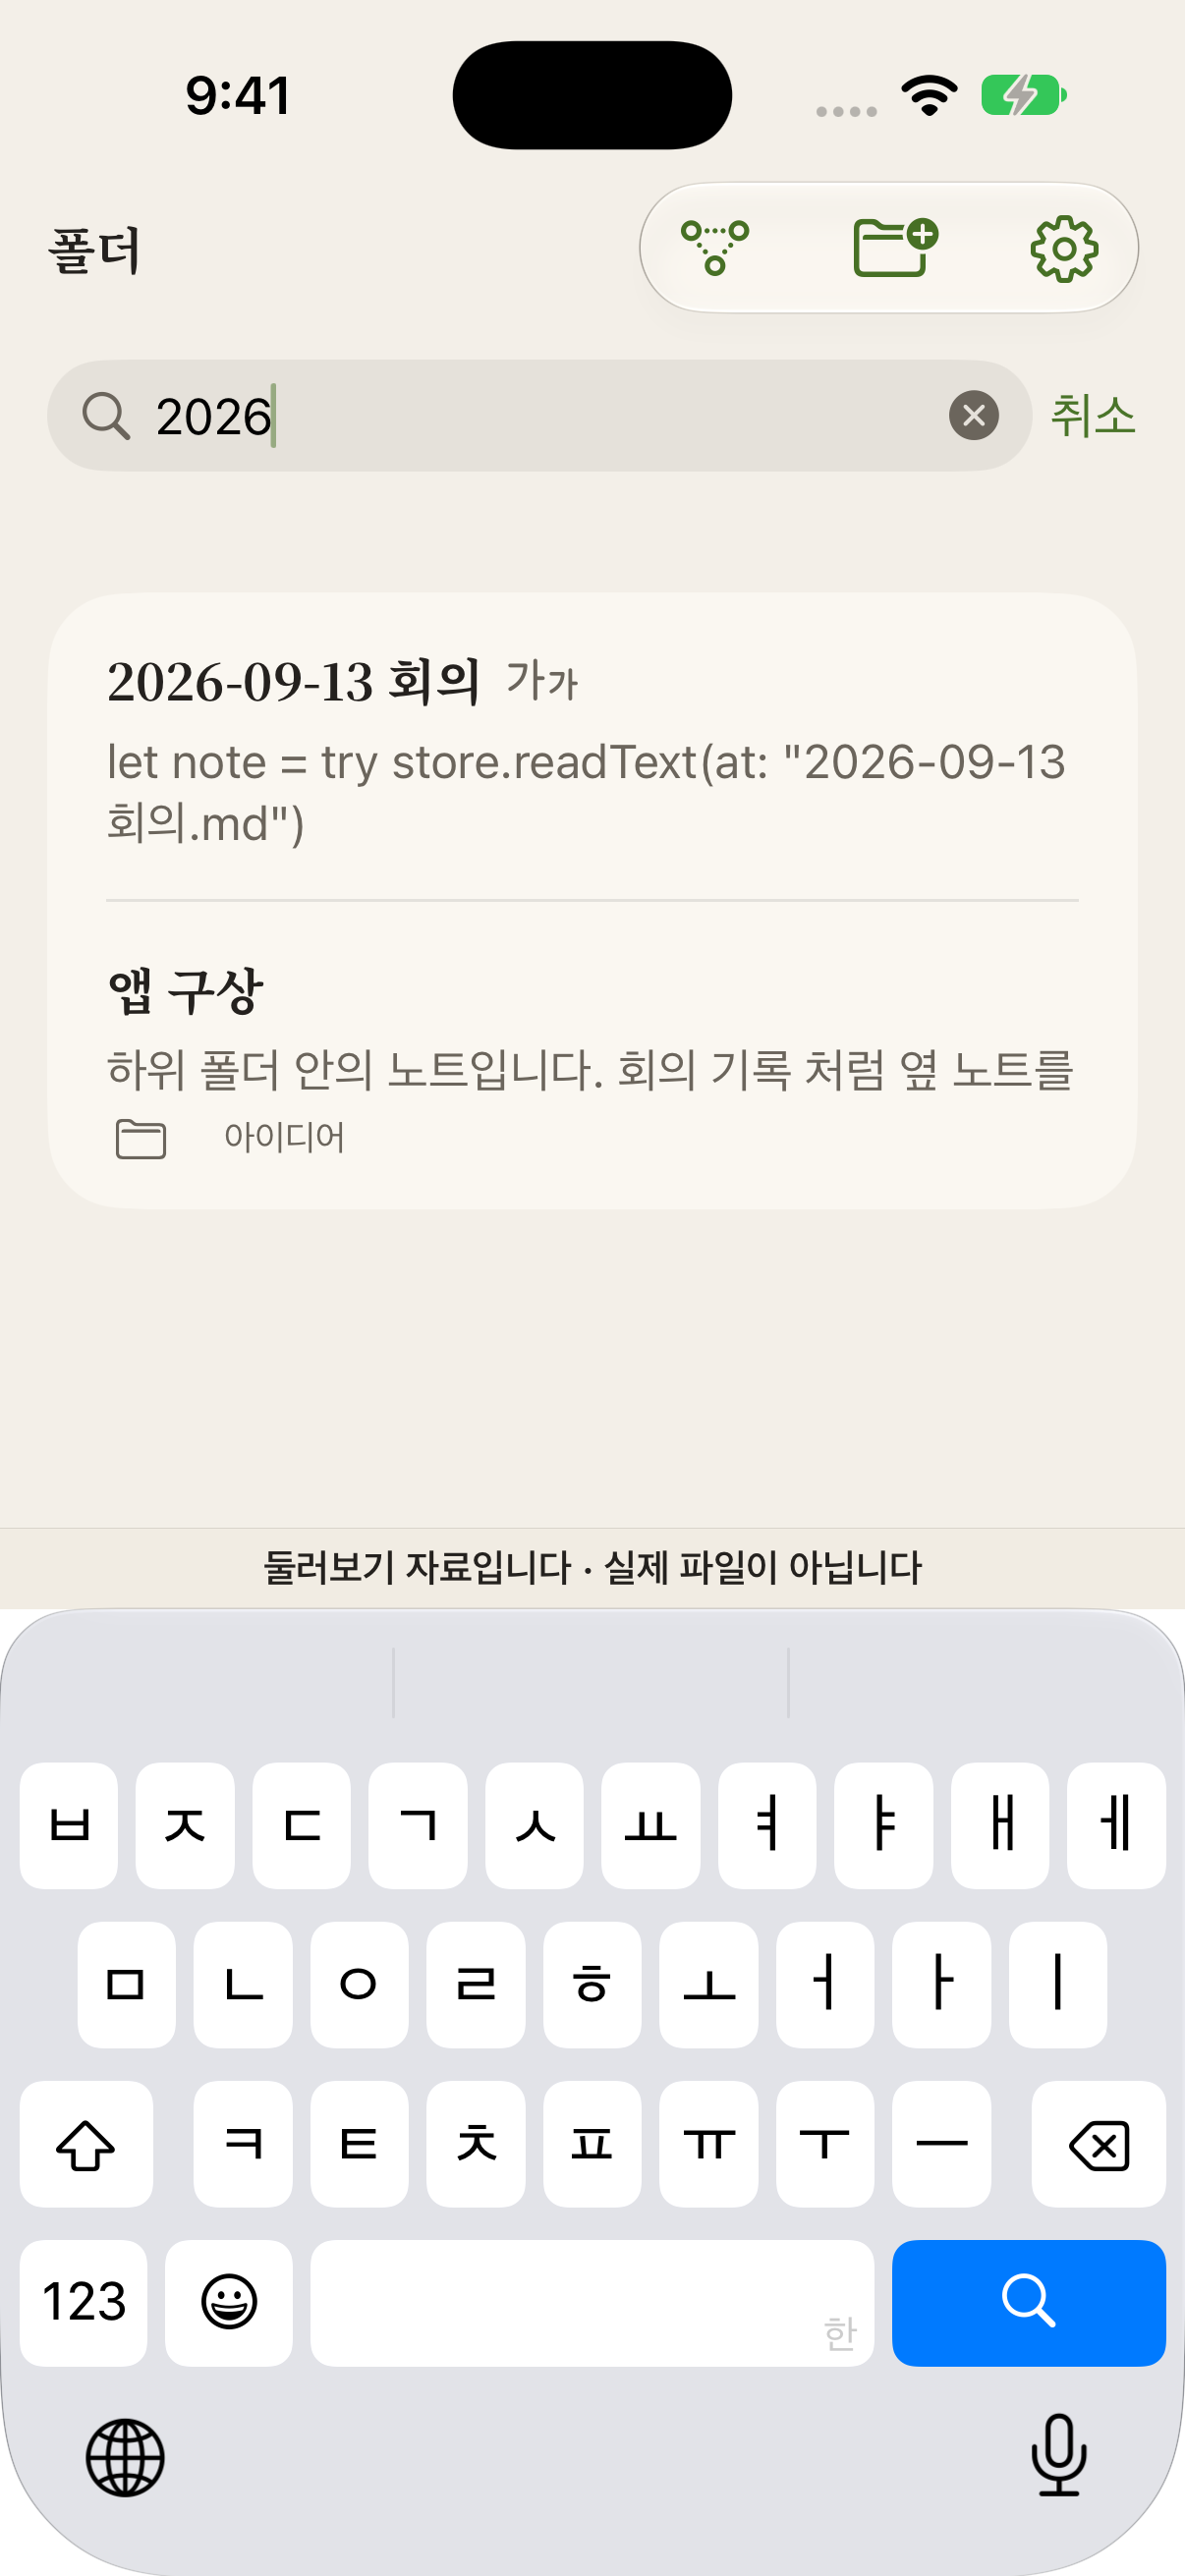 9:41
폴더
2026
취소
2026-09-13 회의 가가
let note = try store.readText(at: "2026-09-13
회의.md")
앱 구상
하위 폴더 안의 노트입니다. 회의 기록 처럼 옆 노트를
아이디어
둘러보기 자료입니다 · 실제 파일이 아닙니다
ㅂ ㅈ ㄷ ㄱ ㅅ ㅛ ㅕ ㅑ ㅐ ㅔ
ㅁ ㄴ ㅇ ㄹ ㅎ ㅗ ㅓ ㅏ ㅣ
ㅋ ㅌ ㅊ ㅍ ㅠ ㅜ ㅡ
123 한